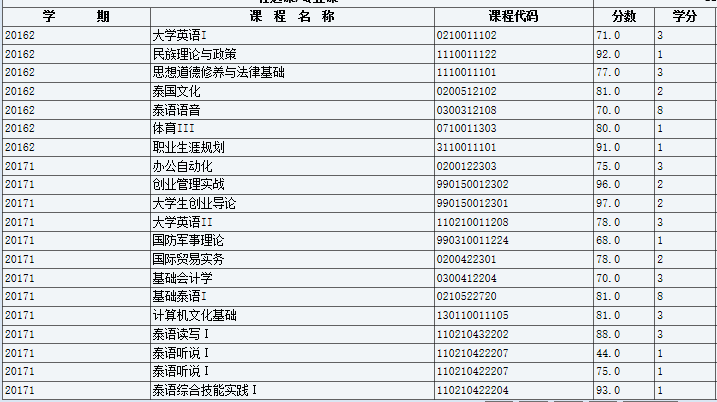 学 期 课 程 名 称 课程代码 分数 学分
20162 大学英语I 0210011102 71.0 3
20162 民族理论与政策 1110011122 92.0 1
20162 思想道德修养与法律基础 1110011101 77.0 3
20162 泰国文化 0200512102 81.0 2
20162 泰语语音 0300312108 70.0 8
20162 体育III 0710011303 80.0 1
20162 职业生涯规划 3110011101 91.0 1
20171 办公自动化 0200122303 75.0 3
20171 创业管理实战 990150012302 96.0 2
20171 大学生创业导论 990150012301 97.0 2
20171 大学英语II 110210011208 78.0 3
20171 国防军事理论 990310011224 68.0 1
20171 国际贸易实务 0200422301 78.0 2
20171 基础会计学 0300412204 70.0 3
20171 基础泰语I 0210522720 81.0 8
20171 计算机文化基础 130110011105 81.0 3
20171 泰语读写Ⅰ 110210432202 88.0 3
20171 泰语听说Ⅰ 110210422207 44.0 1
20171 泰语听说Ⅰ 110210422207 75.0 1
20171 泰语综合技能实践Ⅰ 110210422204 93.0 1